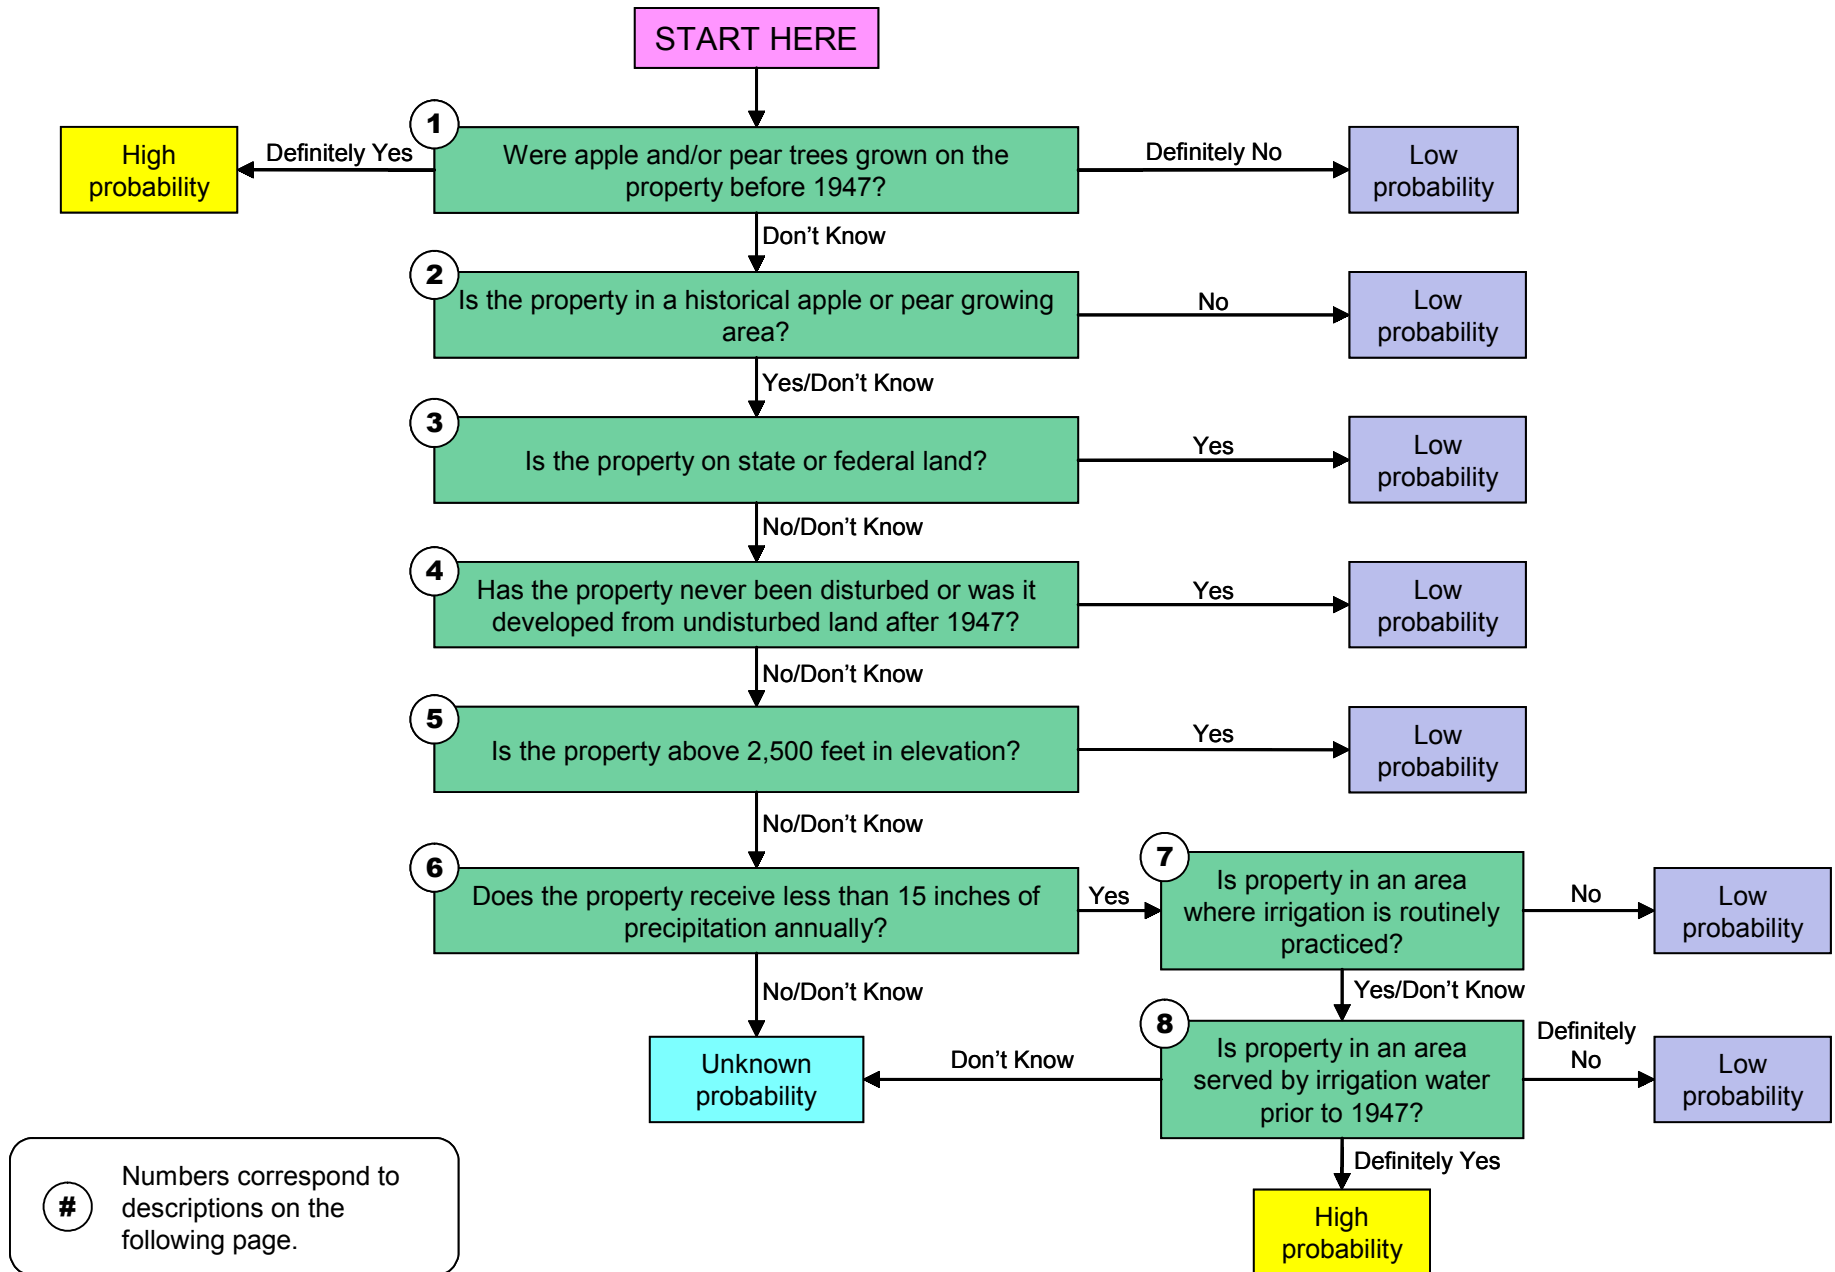 START HERE
1
Were apple and/or pear trees grown on the
property before 1947?
Definitely Yes
High
probability
Definitely No
Low
probability
Don't Know
2
Is the property in a historical apple or pear growing
area?
No
Low
probability
Yes/Don't Know
3
Is the property on state or federal land?
Yes
Low
probability
No/Don't Know
4
Has the property never been disturbed or was it
developed from undisturbed land after 1947?
Yes
Low
probability
No/Don't Know
5
Is the property above 2,500 feet in elevation?
Yes
Low
probability
No/Don't Know
6
Does the property receive less than 15 inches of
precipitation annually?
Yes
7
Is property in an area
where irrigation is routinely
practiced?
No
Low
probability
No/Don't Know
Yes/Don't Know
8
Is property in an area
served by irrigation water
prior to 1947?
Definitely
No
Low
probability
Don't Know
Unknown
probability
Definitely Yes
High
probability
#
Numbers correspond to
descriptions on the
following page.